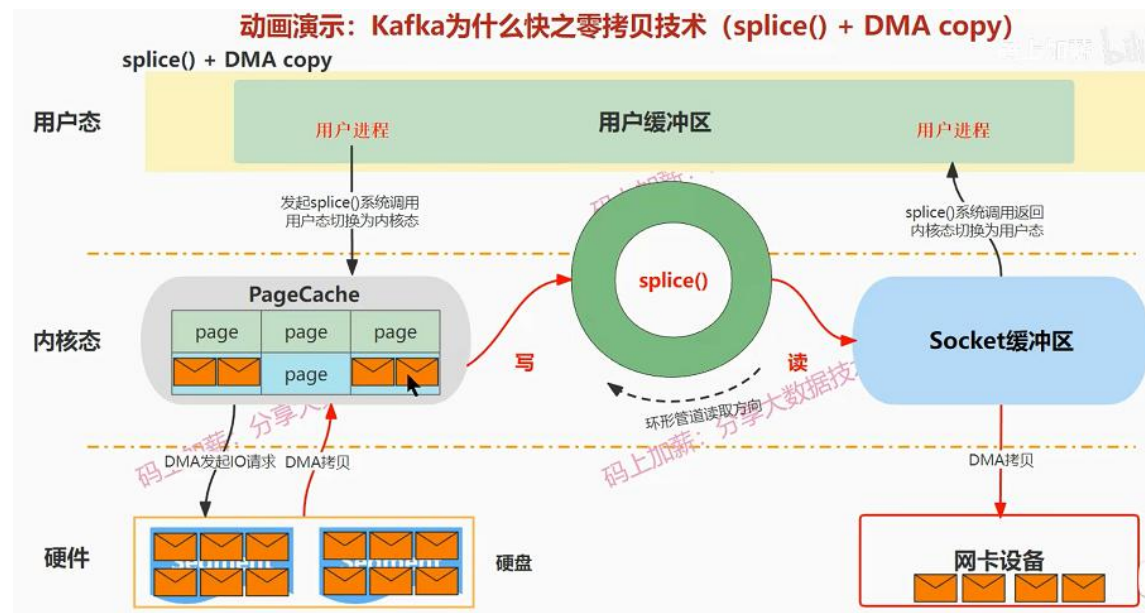 动画演示：Kafka为什么快之零拷贝技术（splice() + DMA copy）
splice() + DMA copy
用户态
用户进程
用户缓冲区
用户进程
发起splice()系统调用
用户态切换为内核态
splice()系统调用返回
内核态切换为用户态
内核态
PageCache
page
page
page
page
写
splice()
读
Socket缓冲区
环形管道读取方向
码上加薪：分享大
码上加薪：分享大数据技术
DMA发起IO请求
DMA拷贝
DMA拷贝
硬件
硬盘
网卡设备